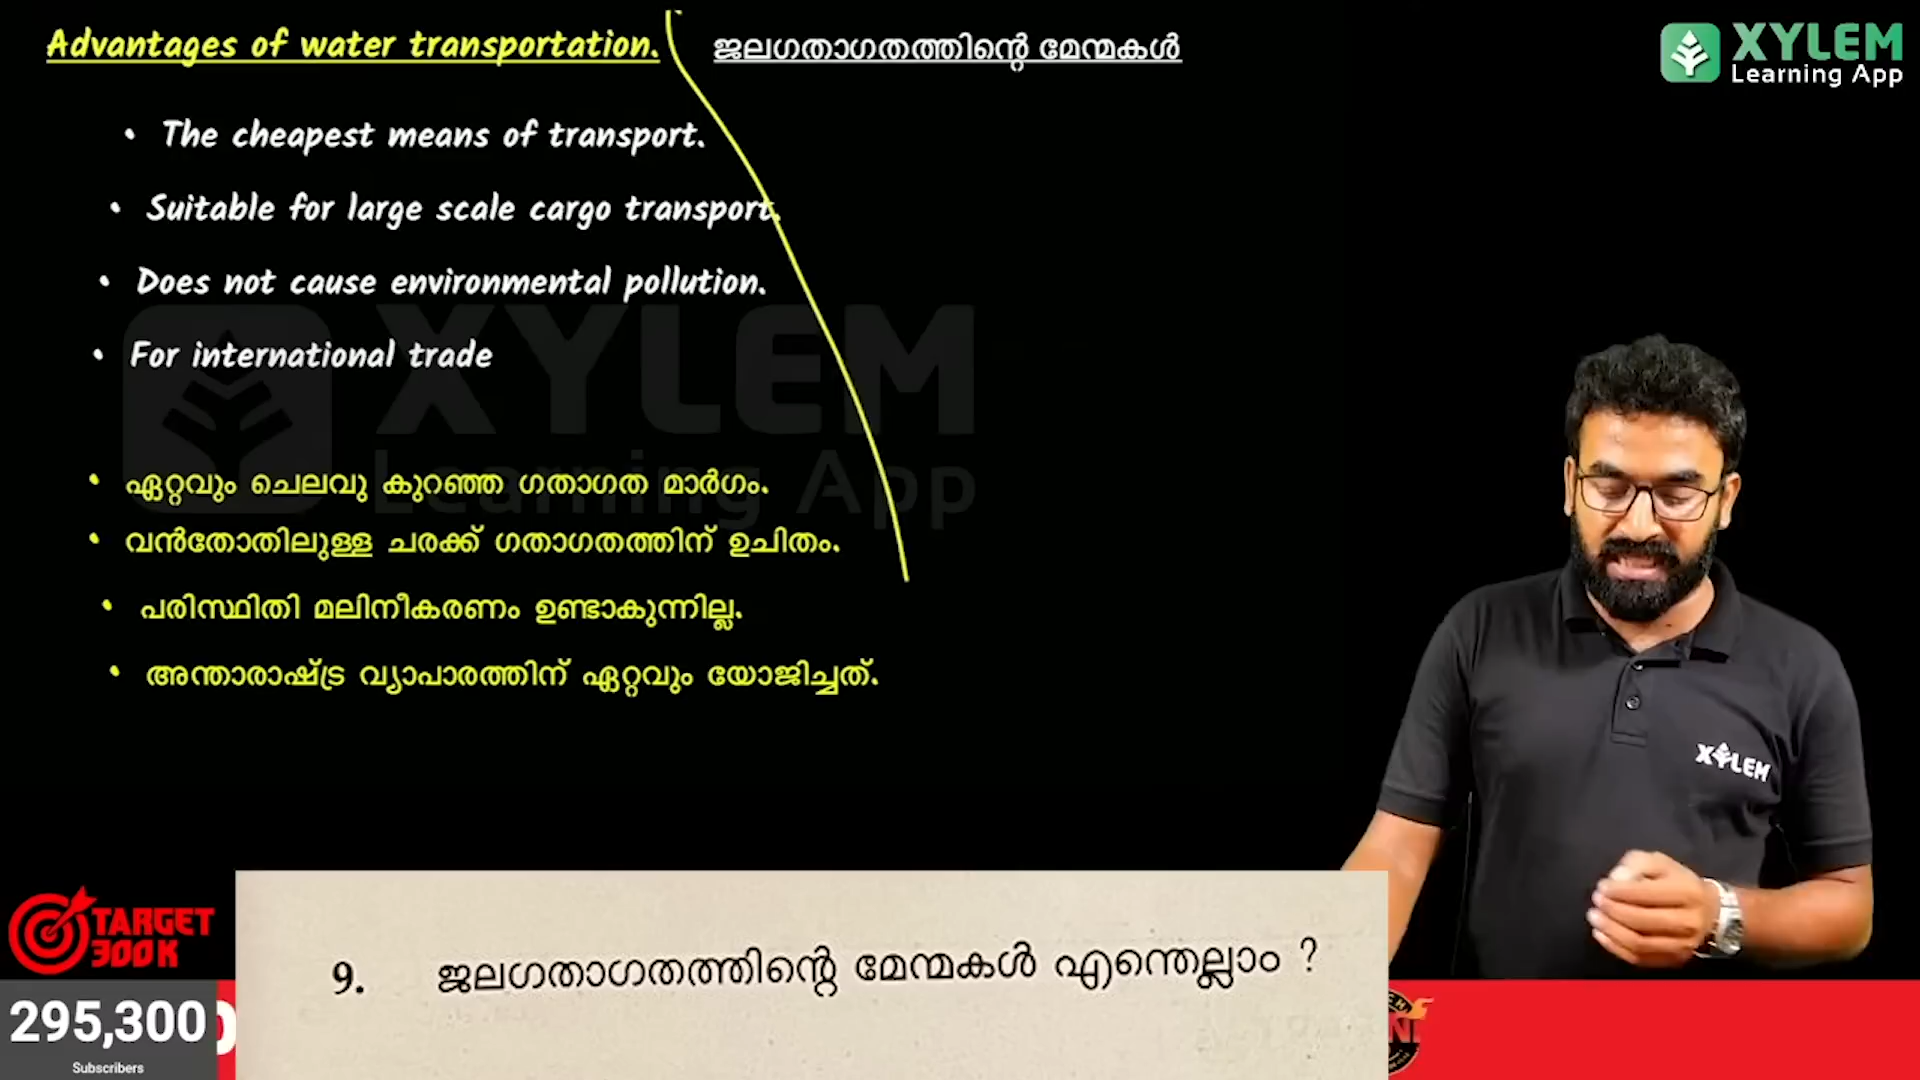 Advantages of water transportation. ജലഗതാഗതത്തിന്റെ മേന്മകൾ
XYLEM
Learning App
• The cheapest means of transport.
• Suitable for large scale cargo transport.
• Does not cause environmental pollution.
• For international trade
XYLEM
Learning App
• ഏറ്റവും ചെലവു കുറഞ്ഞ ഗതാഗത മാർഗം.
• വൻതോതിലുള്ള ചരക്ക് ഗതാഗതത്തിന് ഉചിതം.
• പരിസ്ഥിതി മലിനീകരണം ഉണ്ടാകുന്നില്ല.
• അന്താരാഷ്ട്ര വ്യാപാരത്തിന് ഏറ്റവും യോജിച്ചത്.
XYLEM
TARGET
300K
9. ജലഗതാഗതത്തിന്റെ മേന്മകൾ എന്തെല്ലാം ?
295,300
Subscribers